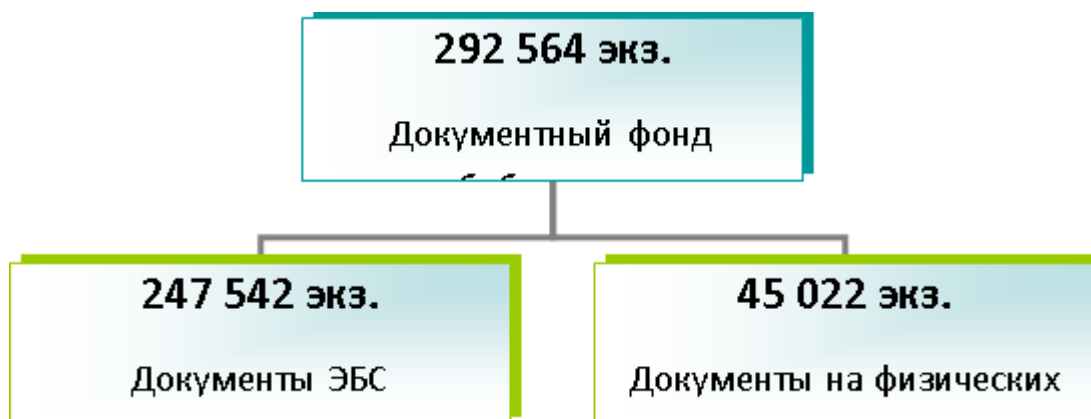 292 564 экз.
Документный фонд
247 542 экз.
Документы ЭБС
45 022 экз.
Документы на физических